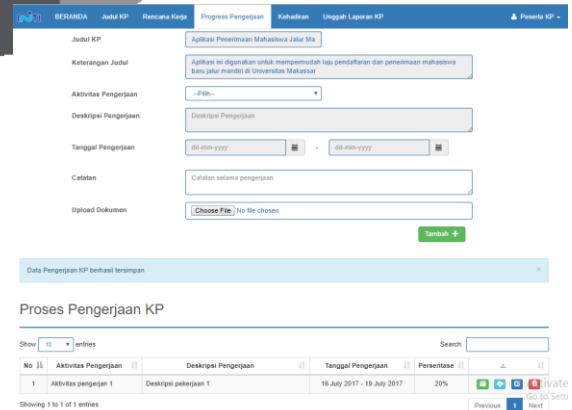 BERANDA Judul KP Rencana Kerja Progress Pengerjaan Kehadiran Unggah Laporan KP Peserta KP
Judul KP Aplikasi Penerimaan Mahasiswa Jalur Ma
Keterangan Judul Aplikasi ini digunakan untuk mempermudah laju pendaftaran dan penerimaan mahasiswa
baru jalur mandiri di Universitas Makassar
Aktivitas Pengerjaan --Pilih--
Deskripsi Pengerjaan Deskripsi Pengerjaan
Tanggal Pengerjaan dd-mm-yyyy - dd-mm-yyyy
Catatan Catatan selama pengerjaan
Upload Dokumen Choose File No file chosen
Tambah +
Data Pengerjaan KP berhasil tersimpan ×
Proses Pengerjaan KP
Show 10 entries Search:
No Aktivitas Pengerjaan Deskripsi Pengerjaan Tanggal Pengerjaan Persentase
1 Aktivitas pengerjan 1 Deskripsi pekerjaan 1 16 July 2017 - 19 July 2017 20%
Showing 1 to 1 of 1 entries Previous 1 Next